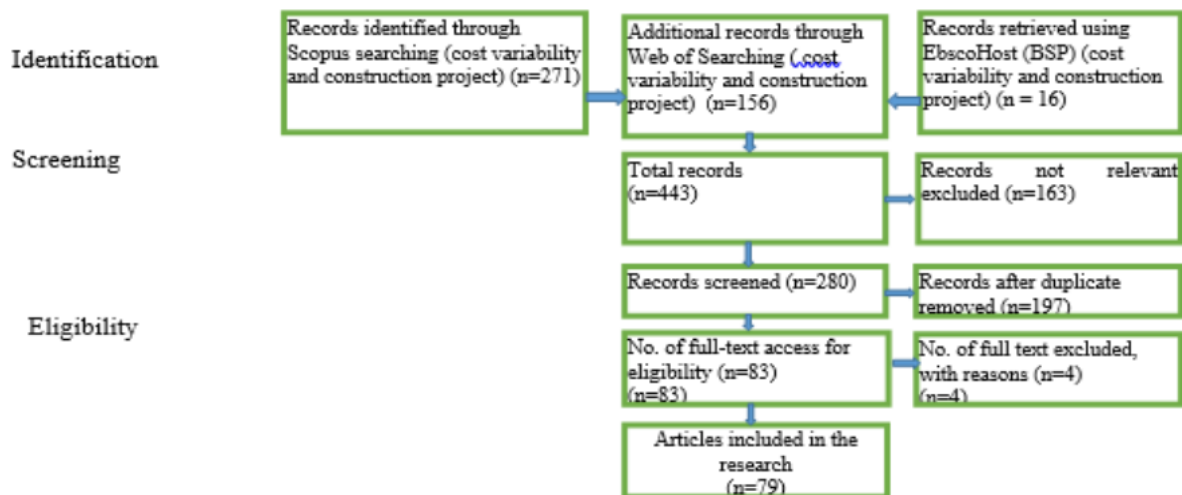 Identification
Records identified through
Scopus searching (cost variability
and construction project) (n=271)
Additional records through
Web of Searching ( cost
variability and construction
project)  (n=156)
Records retrieved using
EbscoHost (BSP) (cost
variability and construction
project) (n = 16)
Screening
Total records
(n=443)
Records not relevant
excluded (n=163)
Records screened (n=280)
Records after duplicate
removed (n=197)
Eligibility
No. of full-text access for
eligibility (n=83)
(n=83)
No. of full text excluded,
with reasons (n=4)
(n=4)
Articles included in the
research
(n=79)